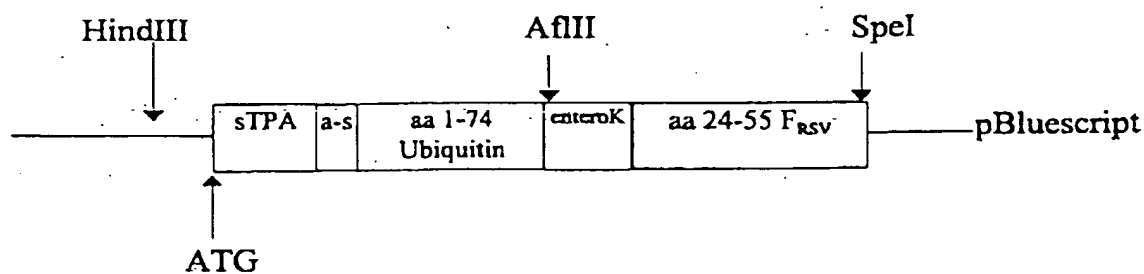 HindIII AflII SpeI
sTPA a-s aa 1-74 enteroK aa 24-55 FRSV pBluescript
Ubiquitin
ATG